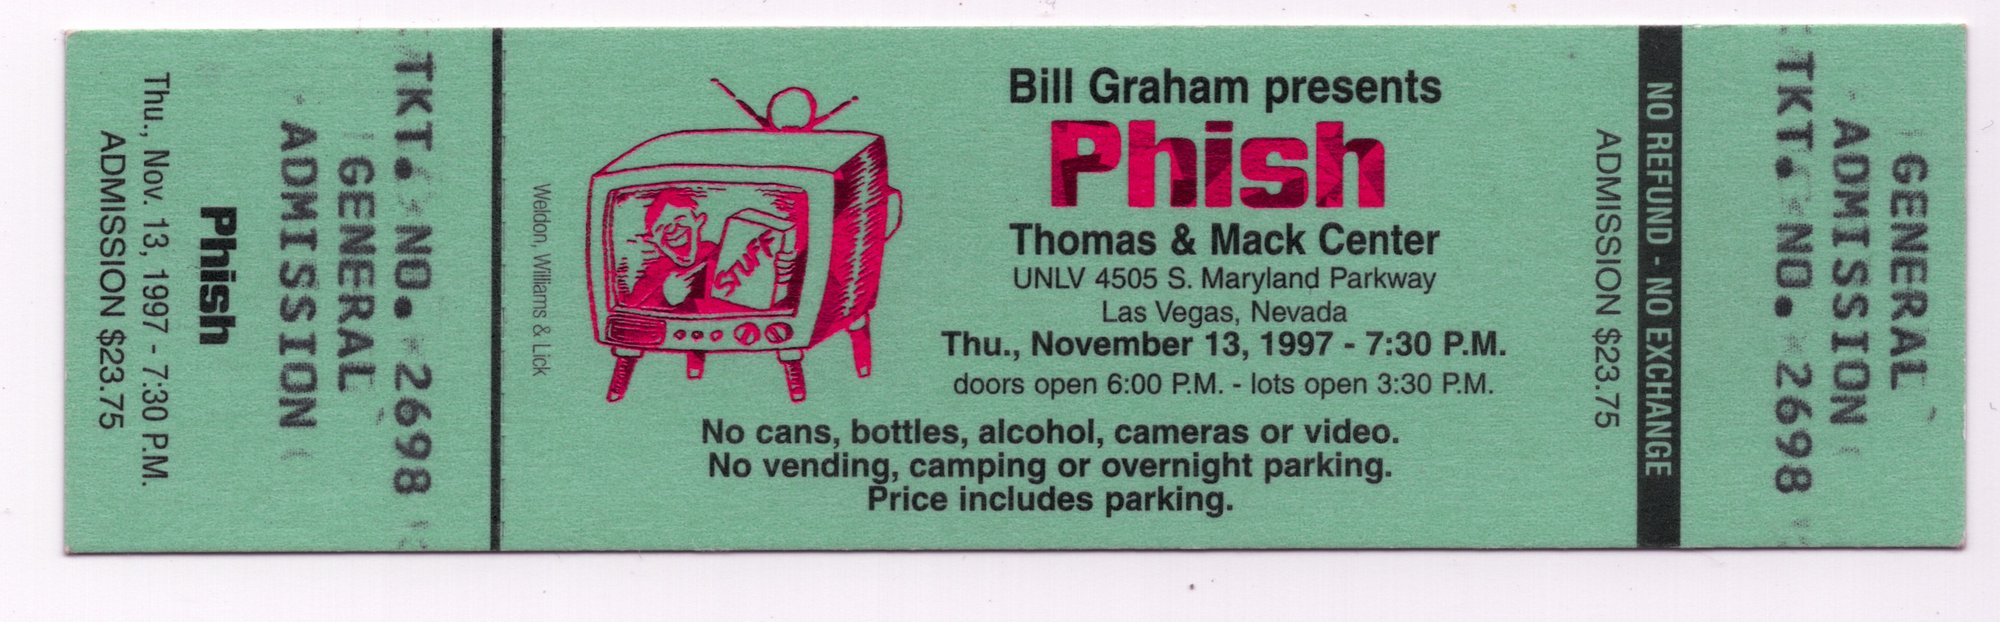 Phish
Thu., Nov. 13, 1997 - 7:30 P.M.
ADMISSION $23.75
TKT. NO. 2698
GENERAL
ADMISSION
Weldon, Williams & Lick
STUFF
Bill Graham presents
Phish
Thomas & Mack Center
UNLV 4505 S. Maryland Parkway
Las Vegas, Nevada
Thu., November 13, 1997 - 7:30 P.M.
doors open 6:00 P.M. - lots open 3:30 P.M.
No cans, bottles, alcohol, cameras or video.
No vending, camping or overnight parking.
Price includes parking.
NO REFUND - NO EXCHANGE
ADMISSION $23.75
GENERAL
ADMISSION
TKT. NO. 2698